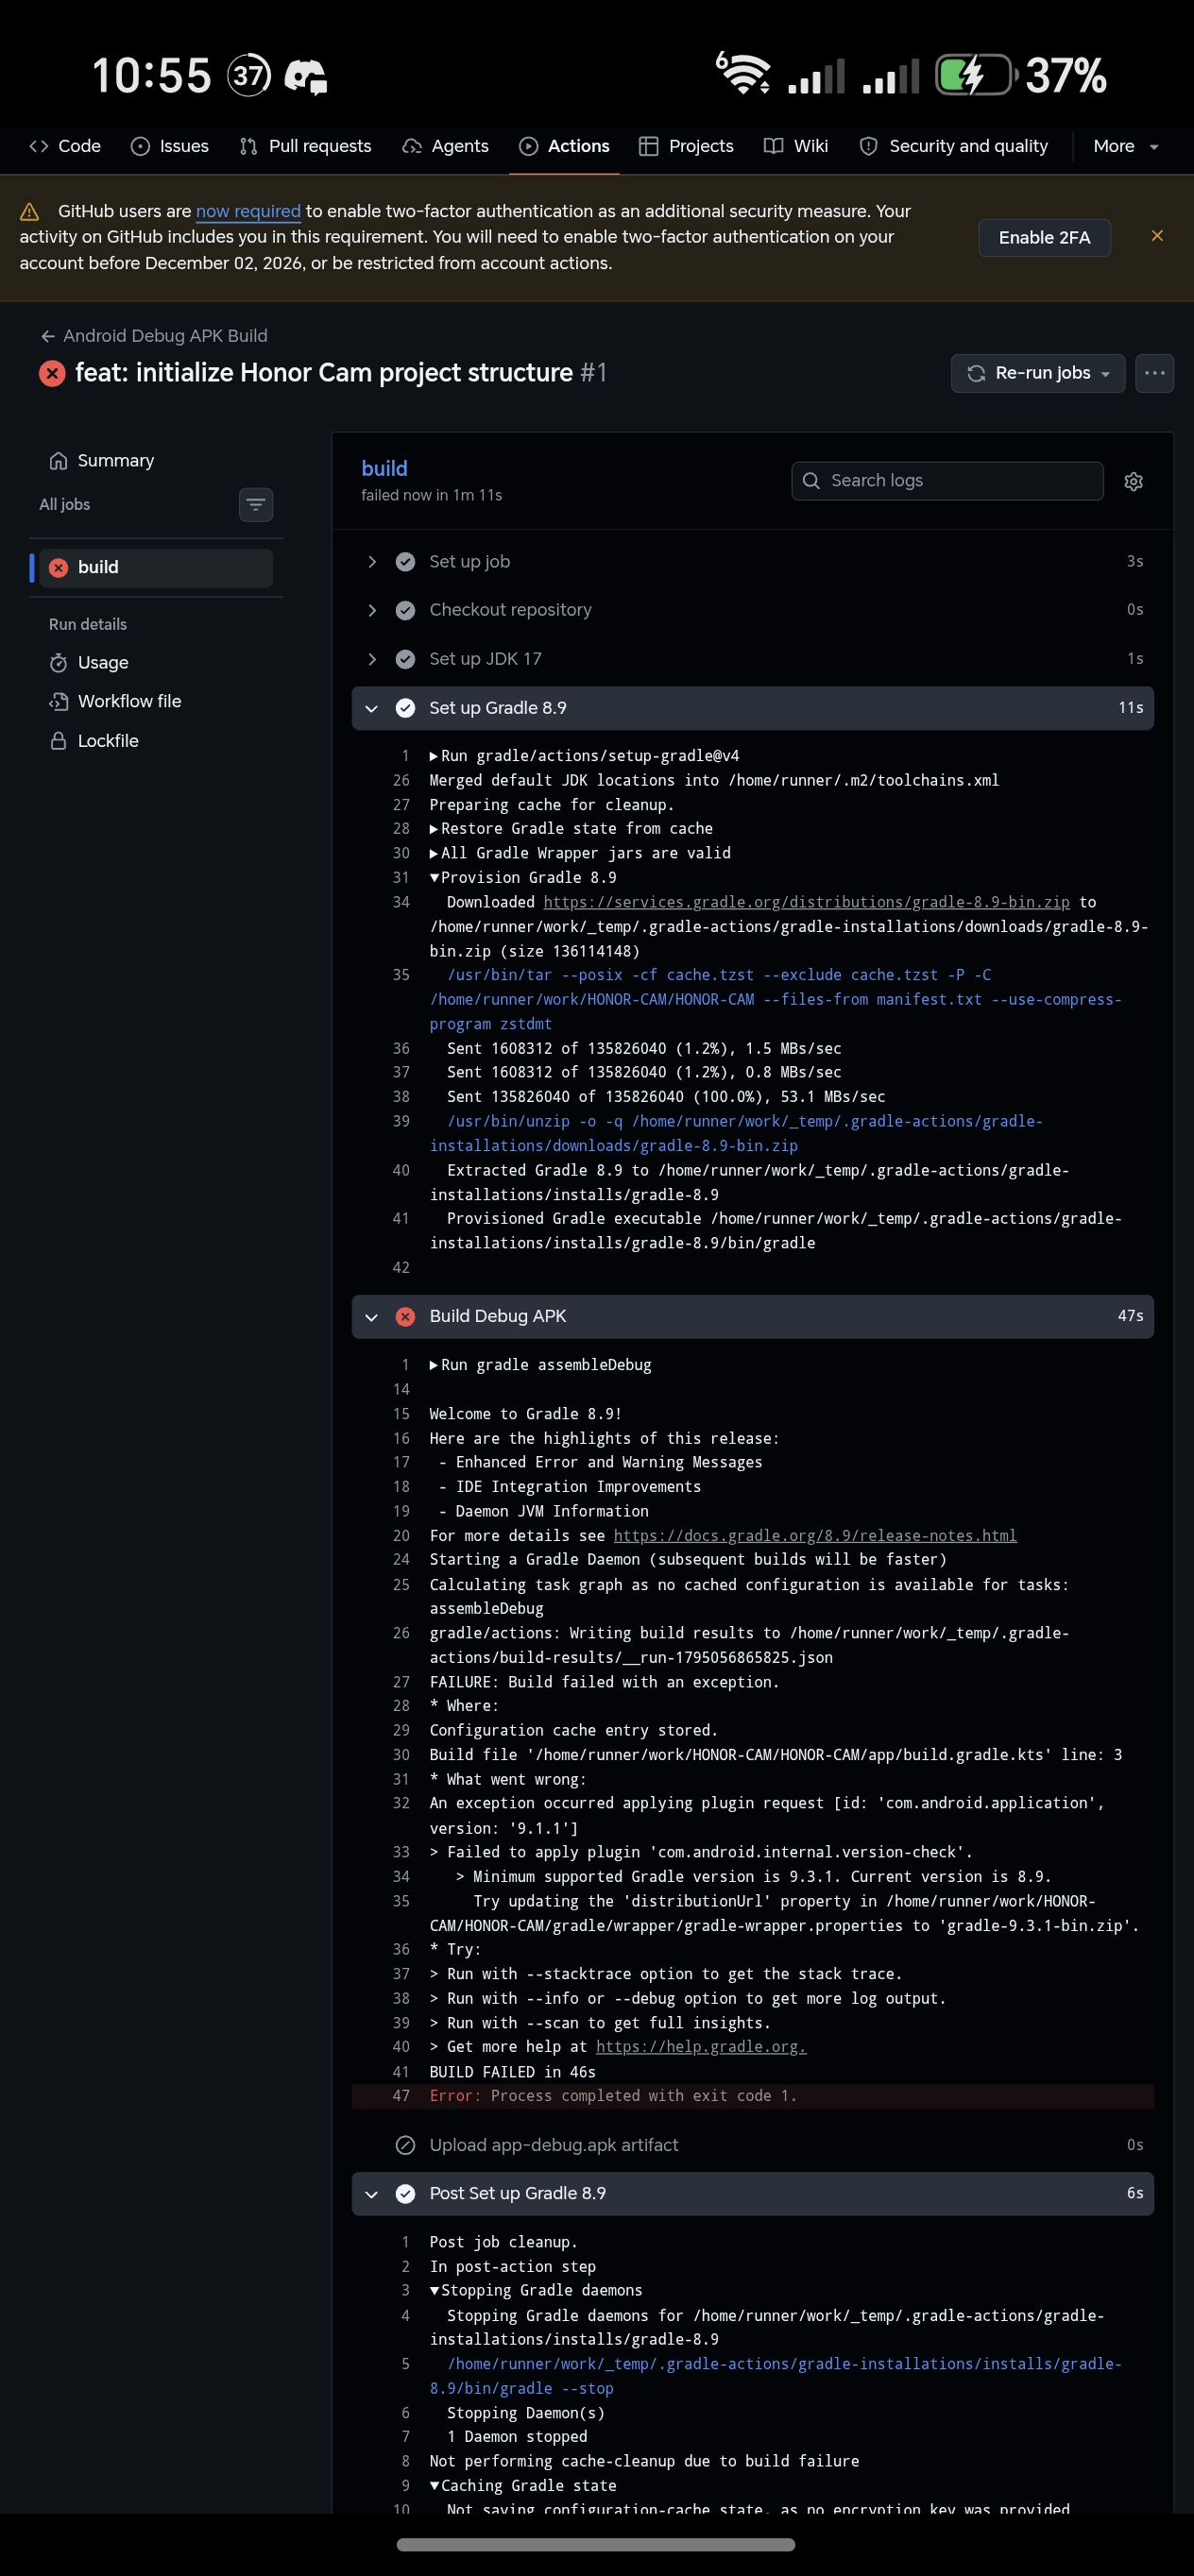 10:55 37 6 37%
Code Issues Pull requests Agents Actions Projects Wiki Security and quality More
GitHub users are now required to enable two-factor authentication as an additional security measure. Your
activity on GitHub includes you in this requirement. You will need to enable two-factor authentication on your
account before December 02, 2026, or be restricted from account actions.
Enable 2FA
Android Debug APK Build
feat: initialize Honor Cam project structure #1
Re-run jobs
Summary
All jobs
build
Run details
Usage
Workflow file
Lockfile
build
failed now in 1m 11s
Search logs
Set up job 3s
Checkout repository 0s
Set up JDK 17 1s
Set up Gradle 8.9 11s
1 Run gradle/actions/setup-gradle@v4
26 Merged default JDK locations into /home/runner/.m2/toolchains.xml
27 Preparing cache for cleanup.
28 Restore Gradle state from cache
30 All Gradle Wrapper jars are valid
31 Provision Gradle 8.9
34 Downloaded https://services.gradle.org/distributions/gradle-8.9-bin.zip to
/home/runner/work/_temp/.gradle-actions/gradle-installations/downloads/gradle-8.9-
bin.zip (size 136114148)
35 /usr/bin/tar --posix -cf cache.tzst --exclude cache.tzst -P -C
/home/runner/work/HONOR-CAM/HONOR-CAM --files-from manifest.txt --use-compress-
program zstdmt
36 Sent 1608312 of 135826040 (1.2%), 1.5 MBs/sec
37 Sent 1608312 of 135826040 (1.2%), 0.8 MBs/sec
38 Sent 135826040 of 135826040 (100.0%), 53.1 MBs/sec
39 /usr/bin/unzip -o -q /home/runner/work/_temp/.gradle-actions/gradle-
installations/downloads/gradle-8.9-bin.zip
40 Extracted Gradle 8.9 to /home/runner/work/_temp/.gradle-actions/gradle-
installations/installs/gradle-8.9
41 Provisioned Gradle executable /home/runner/work/_temp/.gradle-actions/gradle-
installations/installs/gradle-8.9/bin/gradle
42
Build Debug APK 47s
1 Run gradle assembleDebug
14
15 Welcome to Gradle 8.9!
16 Here are the highlights of this release:
17 - Enhanced Error and Warning Messages
18 - IDE Integration Improvements
19 - Daemon JVM Information
20 For more details see https://docs.gradle.org/8.9/release-notes.html
24 Starting a Gradle Daemon (subsequent builds will be faster)
25 Calculating task graph as no cached configuration is available for tasks:
assembleDebug
26 gradle/actions: Writing build results to /home/runner/work/_temp/.gradle-
actions/build-results/__run-1795056865825.json
27 FAILURE: Build failed with an exception.
28 * Where:
29 Configuration cache entry stored.
30 Build file '/home/runner/work/HONOR-CAM/HONOR-CAM/app/build.gradle.kts' line: 3
31 * What went wrong:
32 An exception occurred applying plugin request [id: 'com.android.application',
version: '9.1.1']
33 > Failed to apply plugin 'com.android.internal.version-check'.
34 > Minimum supported Gradle version is 9.3.1. Current version is 8.9.
35 Try updating the 'distributionUrl' property in /home/runner/work/HONOR-
CAM/HONOR-CAM/gradle/wrapper/gradle-wrapper.properties to 'gradle-9.3.1-bin.zip'.
36 * Try:
37 > Run with --stacktrace option to get the stack trace.
38 > Run with --info or --debug option to get more log output.
39 > Run with --scan to get full insights.
40 > Get more help at https://help.gradle.org.
41 BUILD FAILED in 46s
47 Error: Process completed with exit code 1.
Upload app-debug.apk artifact 0s
Post Set up Gradle 8.9 6s
1 Post job cleanup.
2 In post-action step
3 Stopping Gradle daemons
4 Stopping Gradle daemons for /home/runner/work/_temp/.gradle-actions/gradle-
installations/installs/gradle-8.9
5 /home/runner/work/_temp/.gradle-actions/gradle-installations/installs/gradle-
8.9/bin/gradle --stop
6 Stopping Daemon(s)
7 1 Daemon stopped
8 Not performing cache-cleanup due to build failure
9 Caching Gradle state
10 Not saving configuration-cache state, as no encryption key was provided